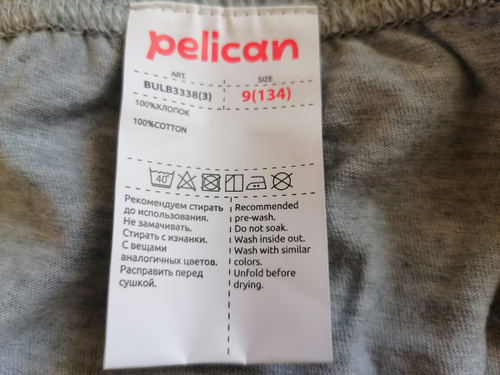 pelican
ART.
SIZE
BULB3338(3)
9(134)
100%ХЛОПОК
100%COTTON
40
Рекомендуем стирать
до использования.
Не замачивать.
Стирать с изнанки.
С вещами
аналогичных цветов.
Расправить перед
сушкой.
Recommended
pre-wash.
Do not soak.
Wash inside out.
Wash with similar
colors.
Unfold before
drying.